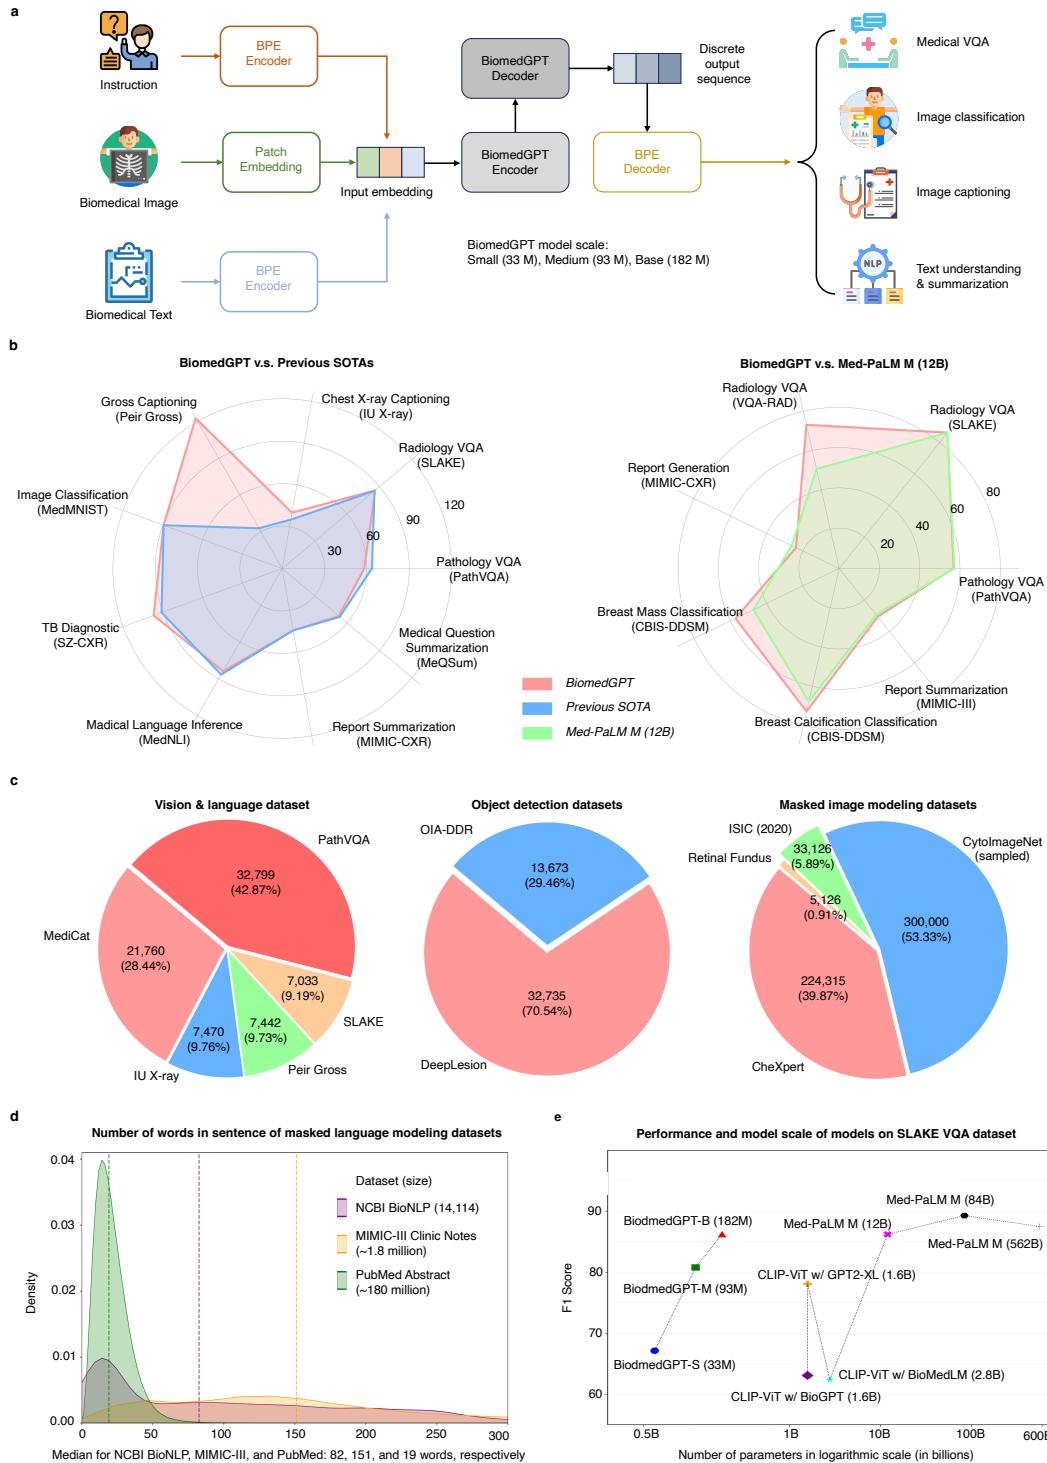 a
Instruction
BPE
Encoder
BiomedGPT
Decoder
Discrete
output
sequence
Medical VQA
Biomedical Image
Patch
Embedding
Input embedding
BiomedGPT
Encoder
BPE
Decoder
Image classification
Image captioning
Biomedical Text
BPE
Encoder
BiomedGPT model scale:
Small (33 M), Medium (93 M), Base (182 M)
NLP
Text understanding
& summarization
b
BiomedGPT v.s. Previous SOTAs
Gross Captioning
(Peir Gross)
Chest X-ray Captioning
(IU X-ray)
Radiology VQA
(SLAKE)
Image Classification
(MedMNIST)
30
60
90
120
Pathology VQA
(PathVQA)
TB Diagnostic
(SZ-CXR)
Medical Question
Summarization
(MeQSum)
Madical Language Inference
(MedNLI)
Report Summarization
(MIMIC-CXR)
BiomedGPT
Previous SOTA
Med-PaLM M (12B)
BiomedGPT v.s. Med-PaLM M (12B)
Radiology VQA
(VQA-RAD)
Radiology VQA
(SLAKE)
Report Generation
(MIMIC-CXR)
20
40
60
80
Pathology VQA
(PathVQA)
Breast Mass Classification
(CBIS-DDSM)
Report Summarization
(MIMIC-III)
Breast Calcification Classification
(CBIS-DDSM)
c
Vision & language dataset
PathVQA
32,799
(42.87%)
MediCat
21,760
(28.44%)
7,033
(9.19%)
SLAKE
7,470
(9.76%)
7,442
(9.73%)
IU X-ray
Peir Gross
Object detection datasets
OIA-DDR
13,673
(29.46%)
32,735
(70.54%)
DeepLesion
Masked image modeling datasets
ISIC (2020)
33,126
(5.89%)
Retinal Fundus
5,126
(0.91%)
CytoImageNet
(sampled)
300,000
(53.33%)
224,315
(39.87%)
CheXpert
d
Number of words in sentence of masked language modeling datasets
Density
0.04
0.03
0.02
0.01
0.00
0
50
100
150
200
250
300
Dataset (size)
NCBI BioNLP (14,114)
MIMIC-III Clinic Notes
(~1.8 million)
PubMed Abstract
(~180 million)
Median for NCBI BioNLP, MIMIC-III, and PubMed: 82, 151, and 19 words, respectively
e
Performance and model scale of models on SLAKE VQA dataset
F1 Score
90
80
70
60
Med-PaLM M (84B)
BiodmedGPT-B (182M)
Med-PaLM M (12B)
Med-PaLM M (562B)
CLIP-ViT w/ GPT2-XL (1.6B)
BiodmedGPT-M (93M)
BiodmedGPT-S (33M)
CLIP-ViT w/ BioMedLM (2.8B)
CLIP-ViT w/ BioGPT (1.6B)
0.5B
1B
10B
100B
600B
Number of parameters in logarithmic scale (in billions)